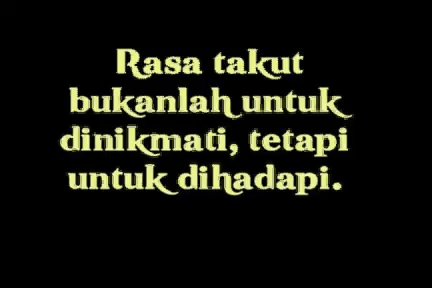 Rasa takut
bukanlah untuk
dinikmati, tetapi
untuk dihadapi.